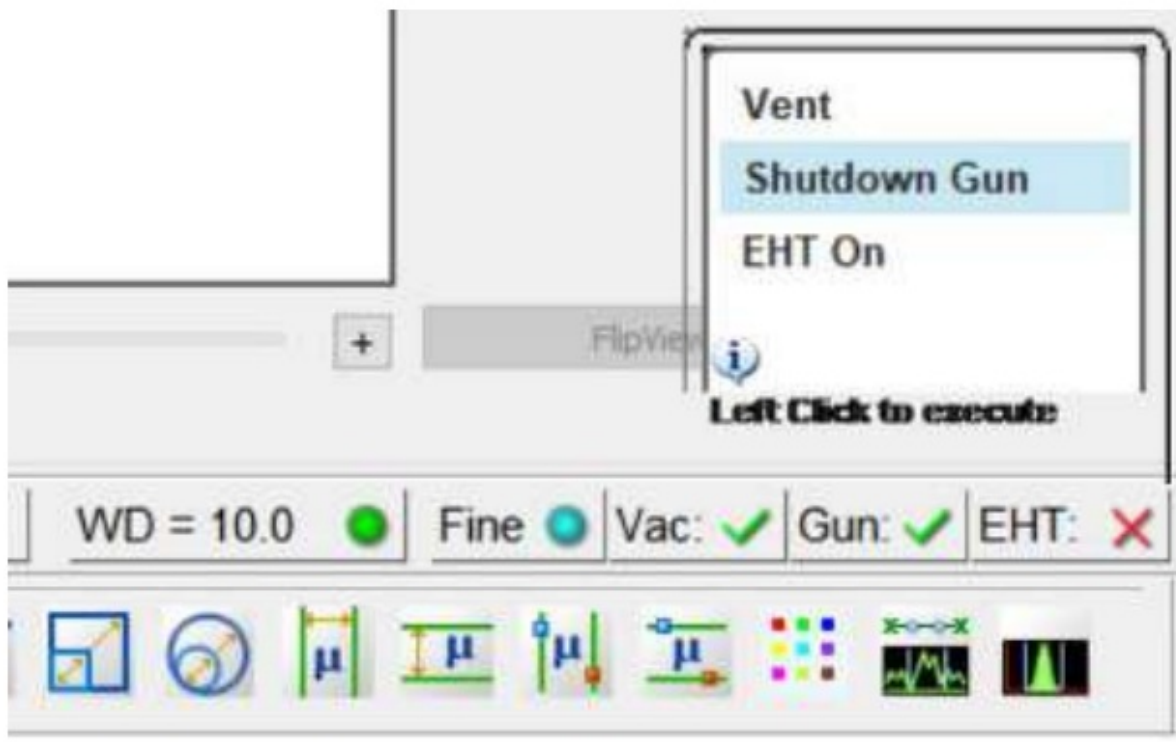 Vent
Shutdown Gun
EHT On
+
FlipView
Left Click to execute
WD = 10.0 Fine Vac: Gun: EHT:
μ μ μ μ